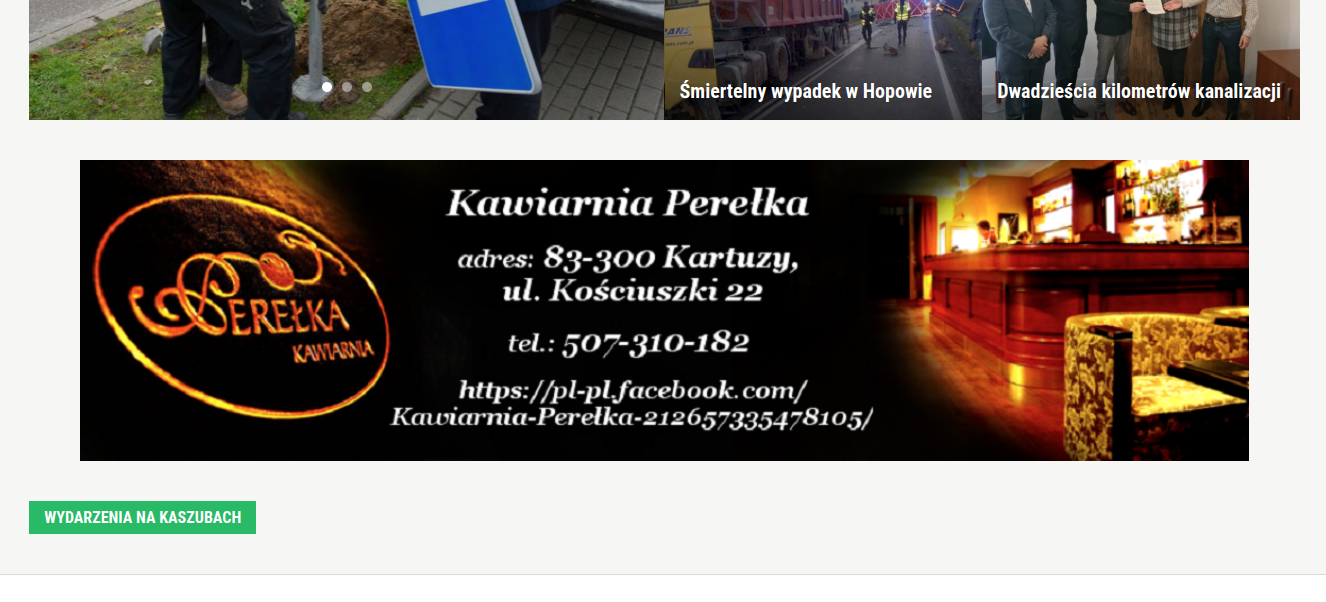 Śmiertelny wypadek w Hopowie
Dwadzieścia kilometrów kanalizacji
PEREŁKA
KAWIARNIA
Kawiarnia Perełka
adres: 83-300 Kartuzy,
ul. Kościuszki 22
tel.: 507-310-182
https://pl-pl.facebook.com/
Kawiarnia-Perełka-212657335478105/
WYDARZENIA NA KASZUBACH